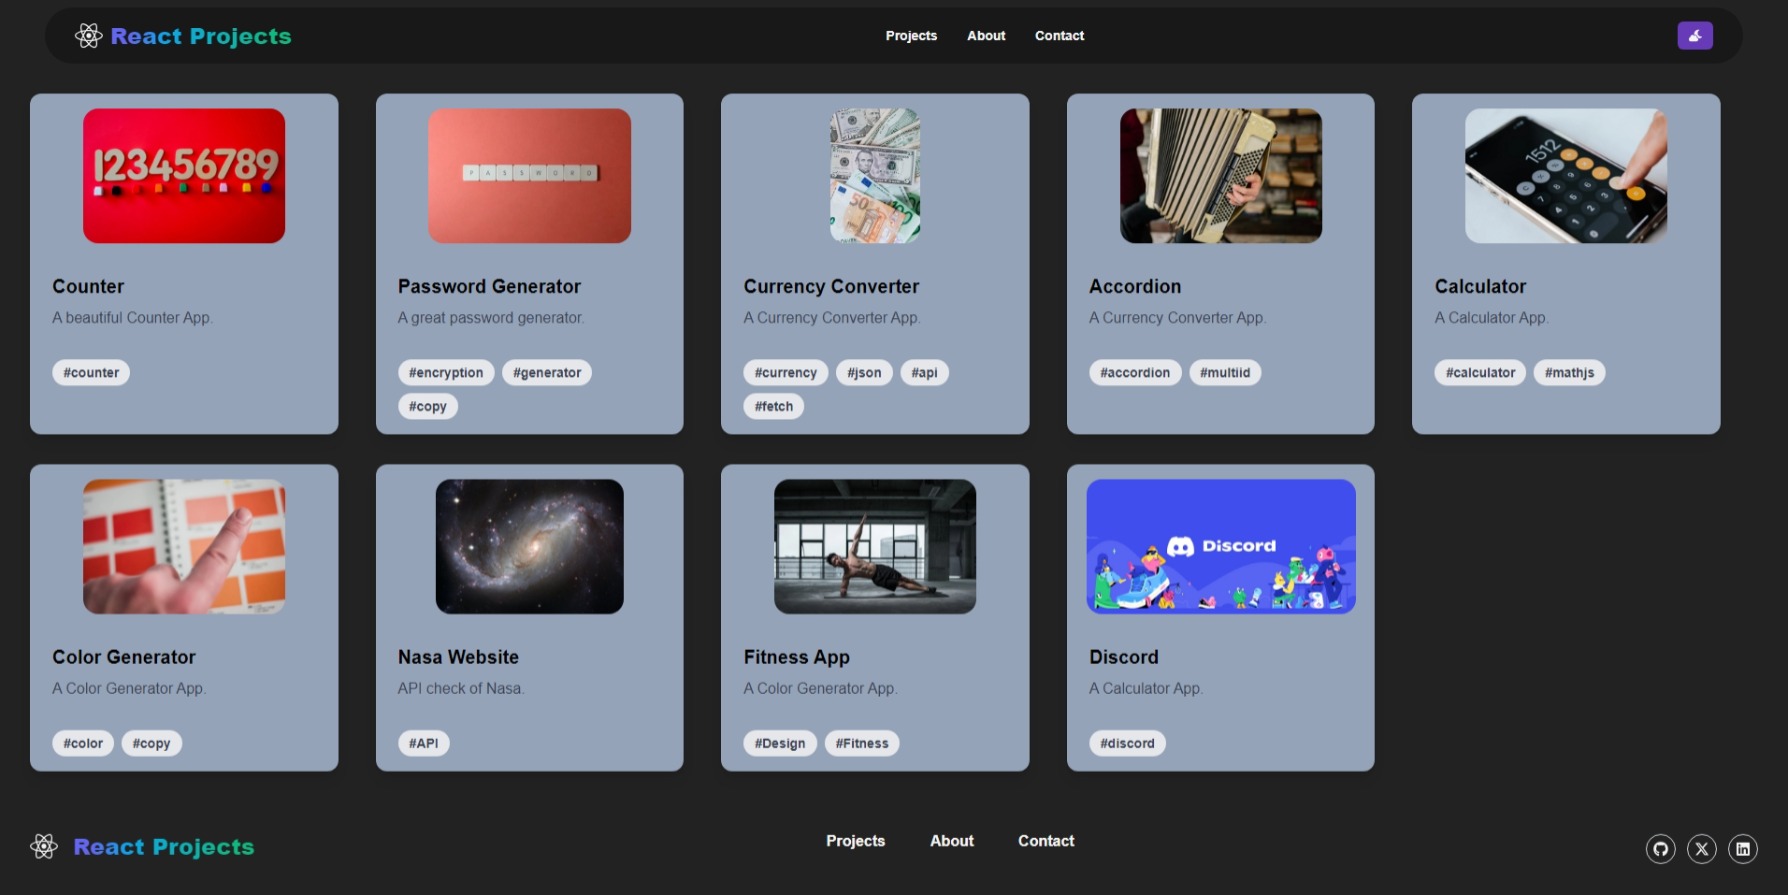 React Projects
Projects
About
Contact
123456789
PASSWORD
1512
Counter
A beautiful Counter App.
#counter
Password Generator
A great password generator.
#encryption #generator
#copy
Currency Converter
A Currency Converter App.
#currency #json #api
#fetch
Accordion
A Currency Converter App.
#accordion #multiid
Calculator
A Calculator App.
#calculator #mathjs
Color Generator
A Color Generator App.
#color #copy
Nasa Website
API check of Nasa.
#API
Fitness App
A Color Generator App.
#Design #Fitness
Discord
Discord
A Calculator App.
#discord
React Projects
Projects
About
Contact